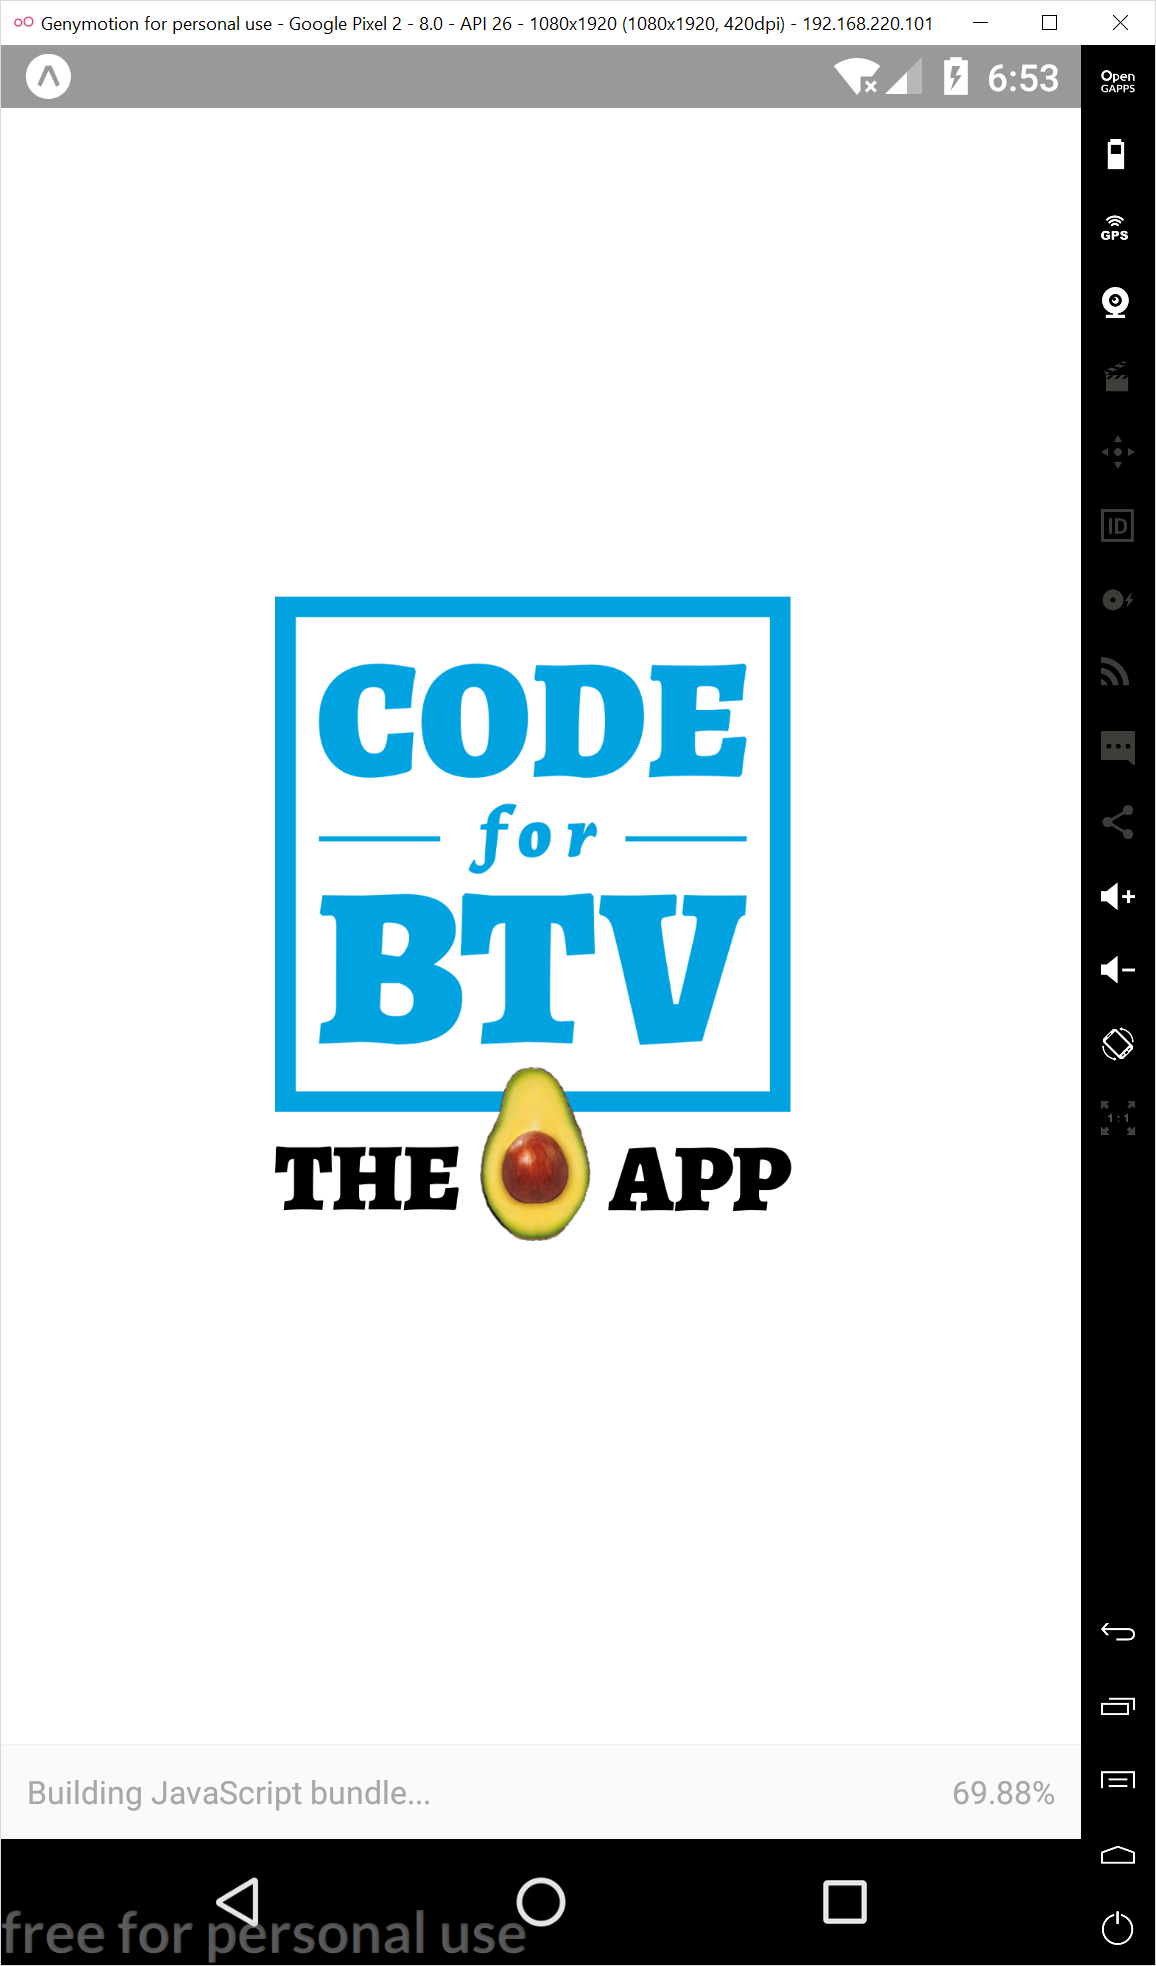 Genymotion for personal use - Google Pixel 2 - 8.0 - API 26 - 1080x1920 (1080x1920, 420dpi) - 192.168.220.101
6:53
Open
GAPPS
GPS
ID
CODE
for
BTV
1:1
THE APP
Building JavaScript bundle... 69.88%
free for personal use